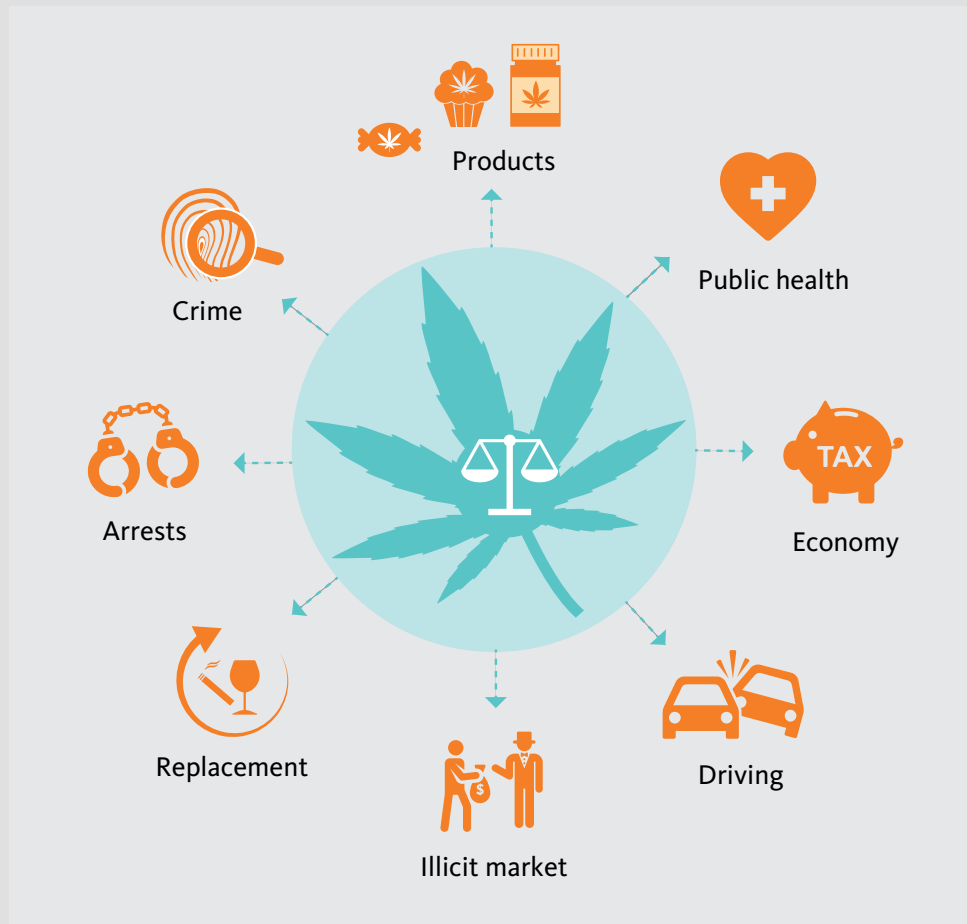 Products
Public health
TAX
Economy
Driving
$
Illicit market
Replacement
Arrests
Crime